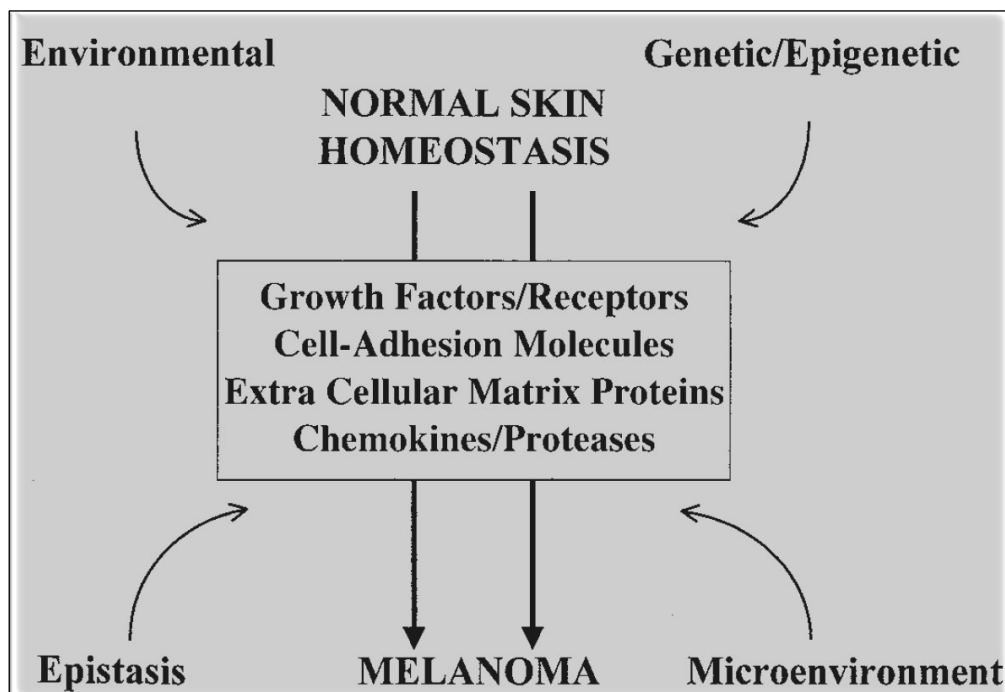 Environmental
Genetic/Epigenetic
NORMAL SKIN
HOMEOSTASIS
Growth Factors/Receptors
Cell-Adhesion Molecules
Extra Cellular Matrix Proteins
Chemokines/Proteases
Epistasis
MELANOMA
Microenvironment